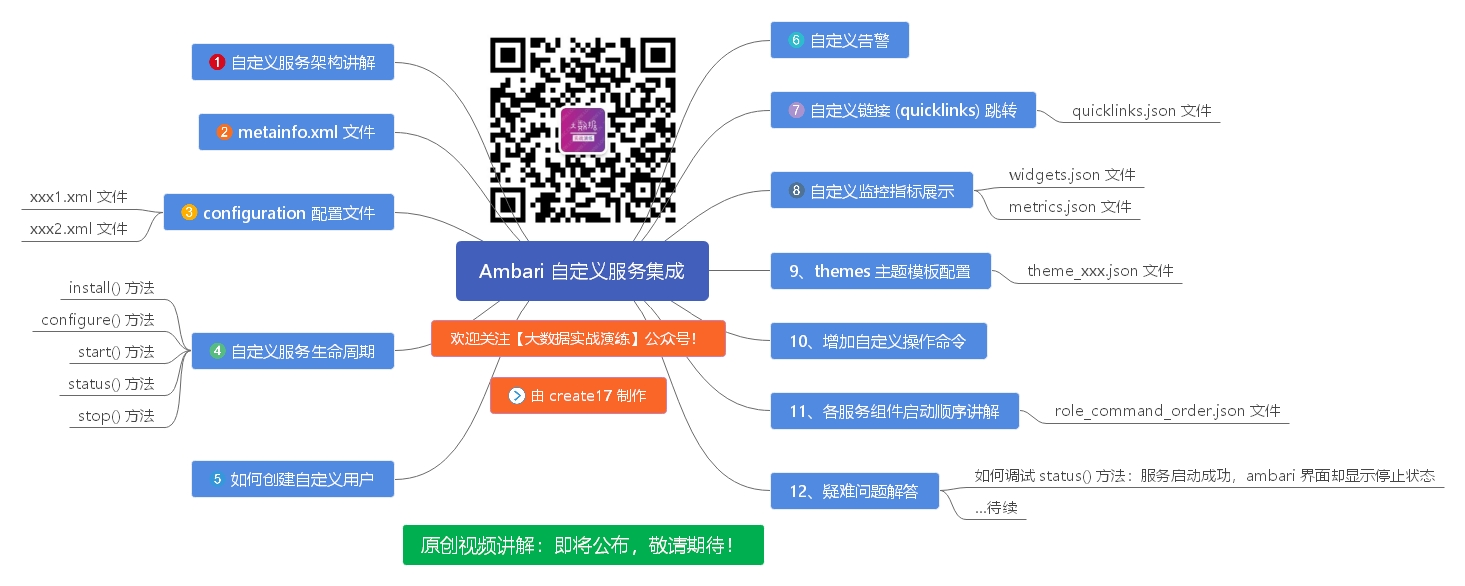 Ambari 自定义服务集成
1 自定义服务架构讲解
2 metainfo.xml 文件
3 configuration 配置文件
xxx1.xml 文件
xxx2.xml 文件
4 自定义服务生命周期
install() 方法
configure() 方法
start() 方法
status() 方法
stop() 方法
5 如何创建自定义用户
6 自定义告警
7 自定义链接 (quicklinks) 跳转
quicklinks.json 文件
8 自定义监控指标展示
widgets.json 文件
metrics.json 文件
9、themes 主题模板配置
theme_xxx.json 文件
10、增加自定义操作命令
11、各服务组件启动顺序讲解
role_command_order.json 文件
12、疑难问题解答
如何调试 status() 方法：服务启动成功，ambari 界面却显示停止状态
...待续
欢迎关注【大数据实战演练】公众号！
由 create17 制作
原创视频讲解：即将公布，敬请期待！